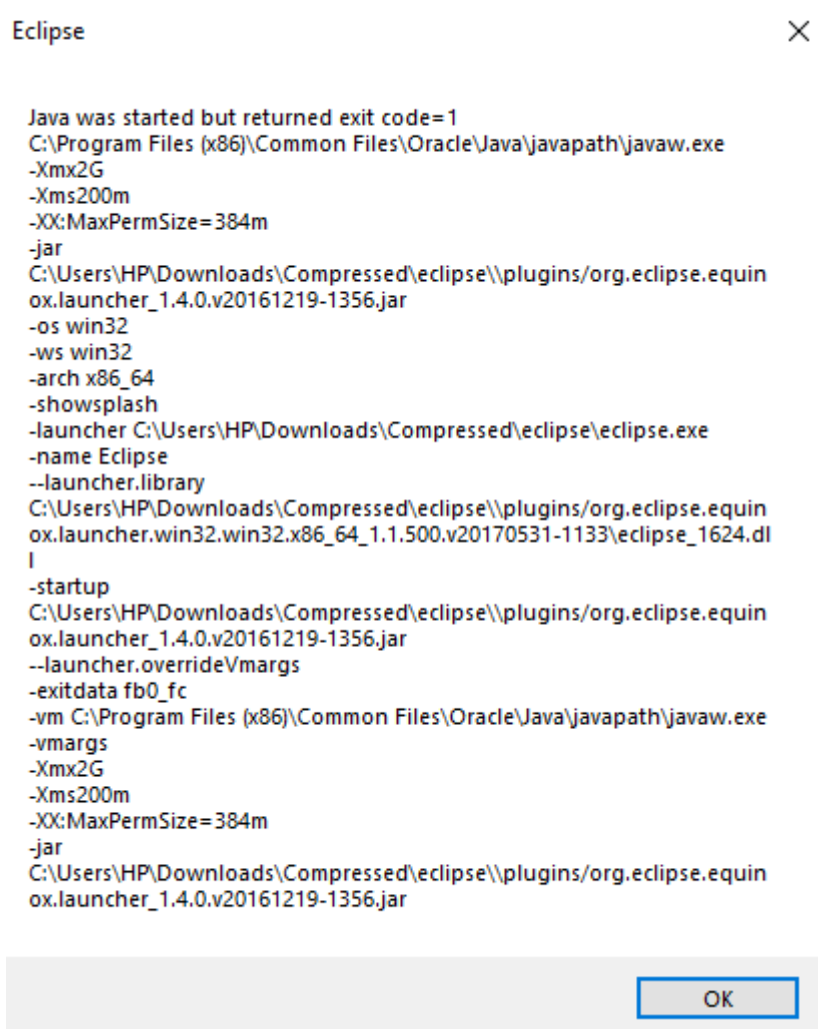 Eclipse
Java was started but returned exit code=1
C:\Program Files (x86)\Common Files\Oracle\Java\javapath\javaw.exe
-Xmx2G
-Xms200m
-XX:MaxPermSize=384m
-jar
C:\Users\HP\Downloads\Compressed\eclipse\\plugins/org.eclipse.equin
ox.launcher_1.4.0.v20161219-1356.jar
-os win32
-ws win32
-arch x86_64
-showsplash
-launcher C:\Users\HP\Downloads\Compressed\eclipse\eclipse.exe
-name Eclipse
--launcher.library
C:\Users\HP\Downloads\Compressed\eclipse\\plugins/org.eclipse.equin
ox.launcher.win32.win32.x86_64_1.1.500.v20170531-1133\eclipse_1624.dl
l
-startup
C:\Users\HP\Downloads\Compressed\eclipse\\plugins/org.eclipse.equin
ox.launcher_1.4.0.v20161219-1356.jar
--launcher.overrideVmargs
-exitdata fb0_fc
-vm C:\Program Files (x86)\Common Files\Oracle\Java\javapath\javaw.exe
-vmargs
-Xmx2G
-Xms200m
-XX:MaxPermSize=384m
-jar
C:\Users\HP\Downloads\Compressed\eclipse\\plugins/org.eclipse.equin
ox.launcher_1.4.0.v20161219-1356.jar
OK